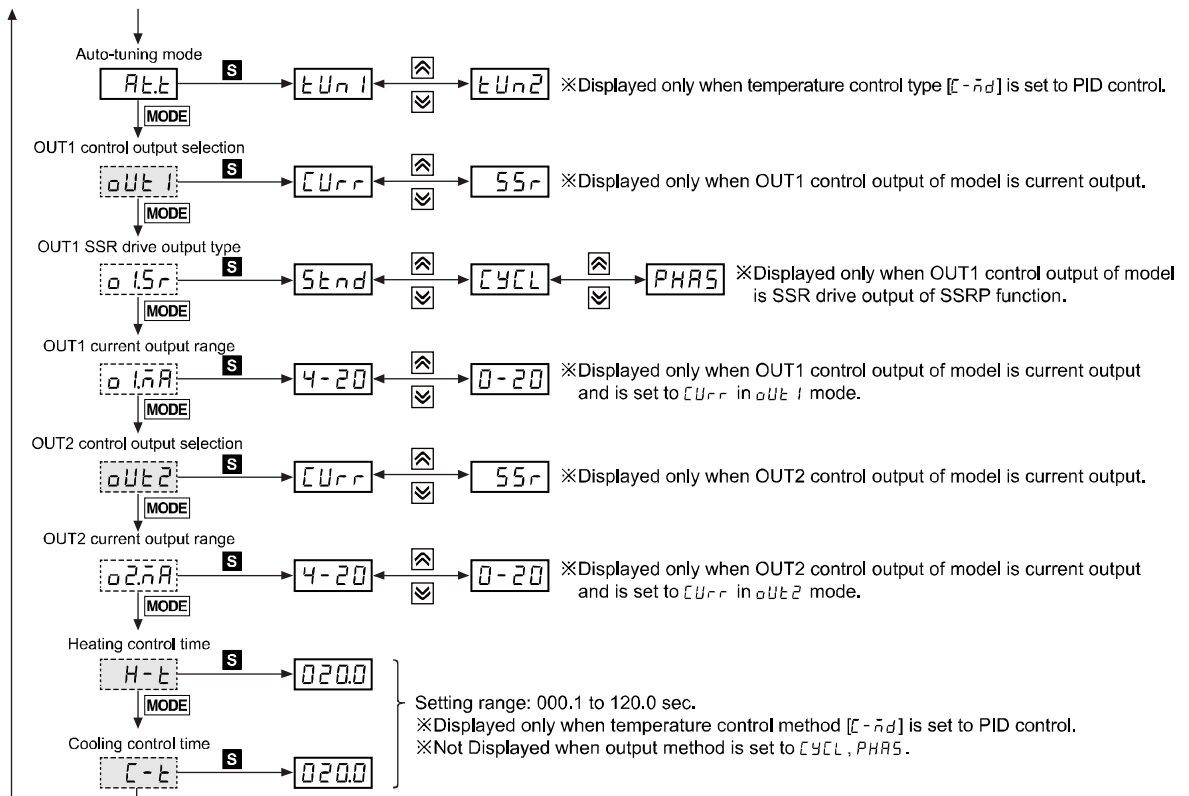 Auto-tuning mode
At.t S tUn1 tUn2 ※Displayed only when temperature control type [C-md] is set to PID control.
MODE
OUT1 control output selection
oUt1 S CUrr SSr ※Displayed only when OUT1 control output of model is current output.
MODE
OUT1 SSR drive output type
o1.Sr S Stnd CYCL PHAS ※Displayed only when OUT1 control output of model
is SSR drive output of SSRP function.
MODE
OUT1 current output range
o1.mA S 4-20 0-20 ※Displayed only when OUT1 control output of model is current output
and is set to CUrr in oUt1 mode.
MODE
OUT2 control output selection
oUt2 S CUrr SSr ※Displayed only when OUT2 control output of model is current output.
MODE
OUT2 current output range
o2.mA S 4-20 0-20 ※Displayed only when OUT2 control output of model is current output
and is set to CUrr in oUt2 mode.
MODE
Heating control time
H-t S 020.0
MODE
Setting range: 000.1 to 120.0 sec.
※Displayed only when temperature control method [C-md] is set to PID control.
※Not Displayed when output method is set to CYCL, PHAS.
Cooling control time
C-t S 020.0